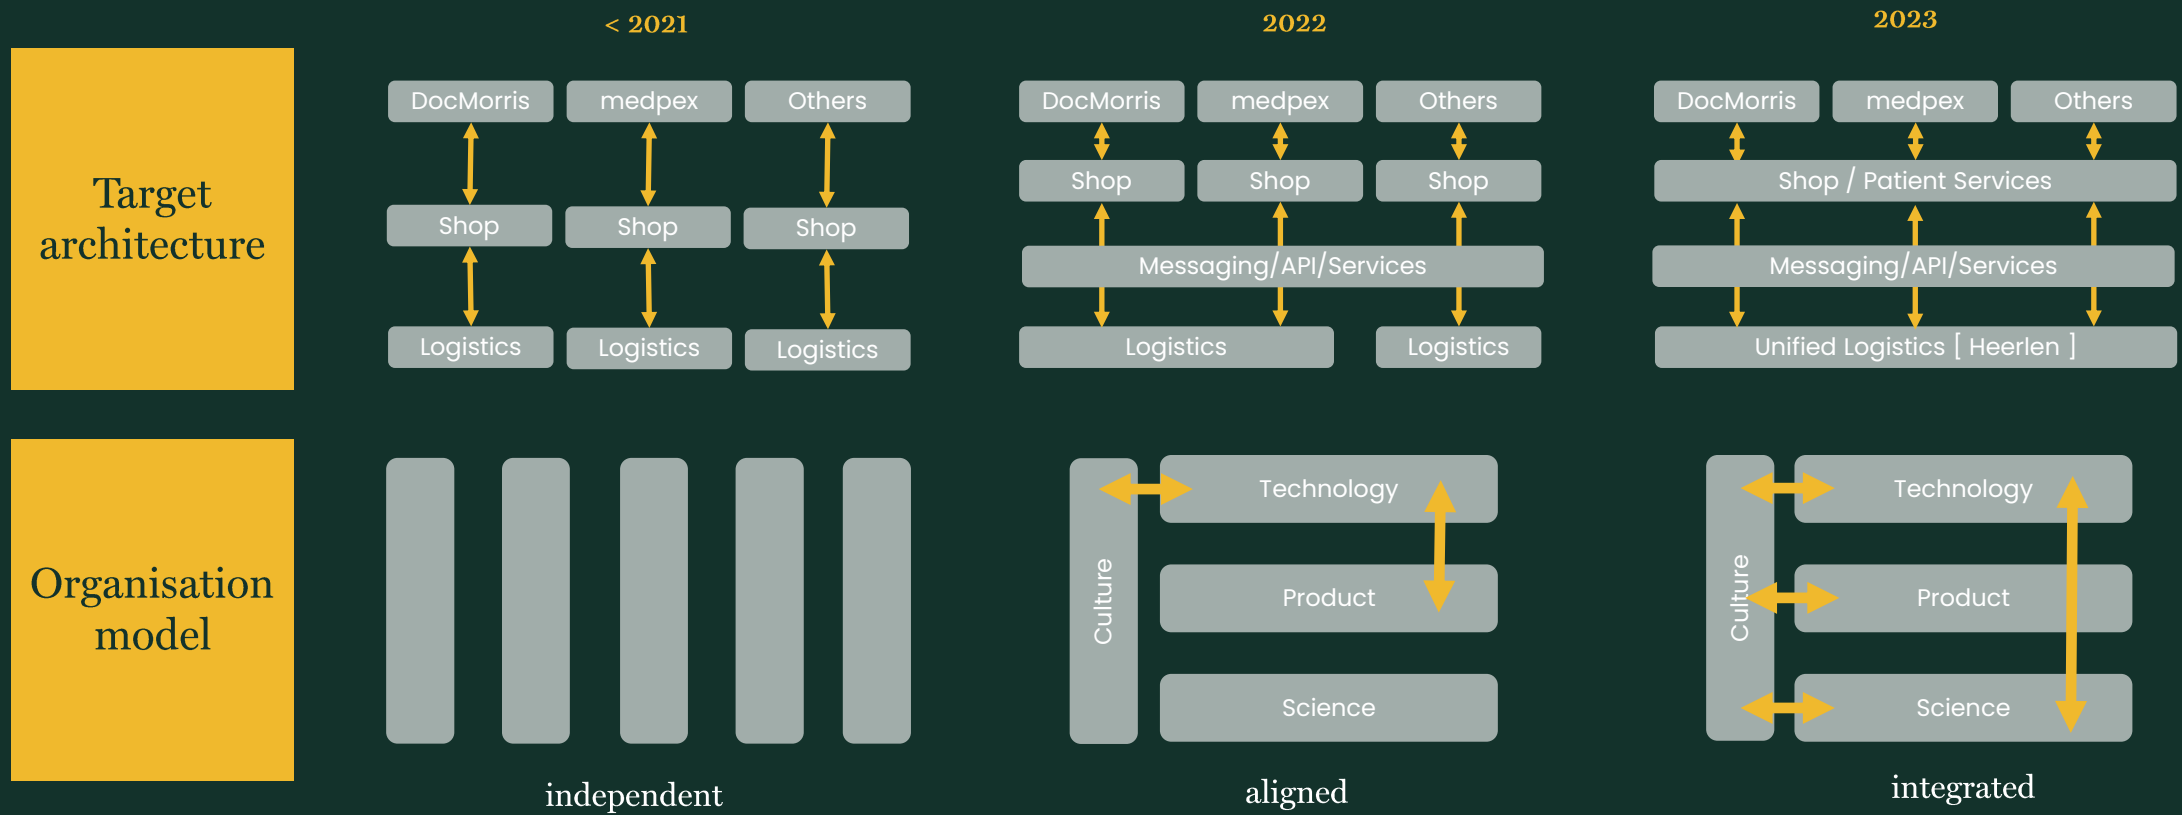 < 2021
2022
2023
Target
architecture
DocMorris
medpex
Others
Shop
Shop
Shop
Logistics
Logistics
Logistics
DocMorris
medpex
Others
Shop
Shop
Shop
Messaging/API/Services
Logistics
Logistics
DocMorris
medpex
Others
Shop / Patient Services
Messaging/API/Services
Unified Logistics [ Heerlen ]
Organisation
model
independent
Culture
Technology
Product
Science
aligned
Culture
Technology
Product
Science
integrated